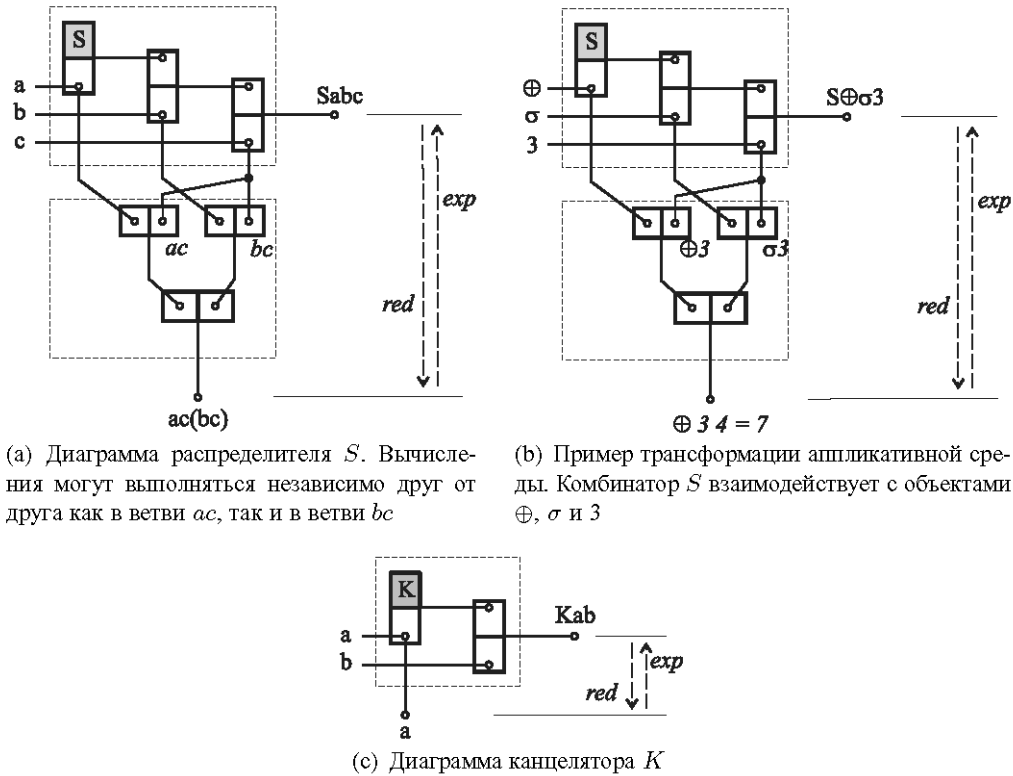 S
a
b
c
Sabc
exp
red
ac
bc
ac(bc)
(a) Диаграмма распределителя S. Вычисле-
ния могут выполняться независимо друг от
друга как в ветви ac, так и в ветви bc
S
⊕
σ
3
S⊕σ3
exp
red
⊕3
σ3
⊕ 3 4 = 7
(b) Пример трансформации аппликативной сре-
ды. Комбинатор S взаимодействует с объектами
⊕, σ и 3
K
a
b
Kab
exp
red
a
(c) Диаграмма канцелятора K